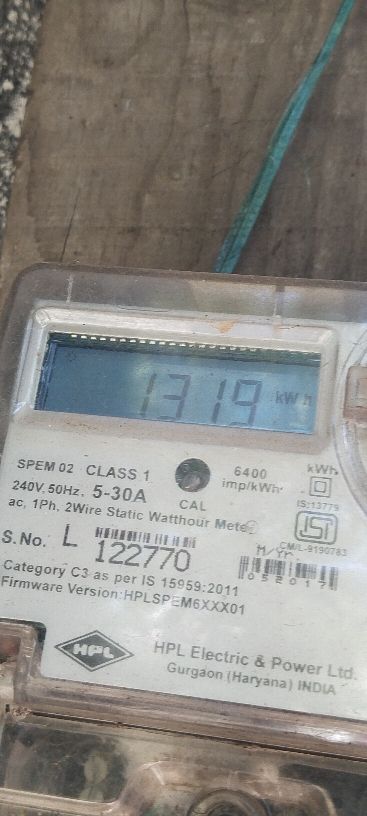 1319 kWh
SPEM 02 CLASS 1
6400 imp/kWh
kWh
240V, 50Hz, 5-30A
CAL
IS:13779
ac, 1Ph, 2Wire Static Watthour Meter
ISI
CM/L-9190783
S.No. L 122770
M/Yr.
052017
Category C3 as per IS 15959:2011
Firmware Version:HPLSPEM6XXX01
HPL
HPL Electric & Power Ltd.
Gurgaon (Haryana) INDIA